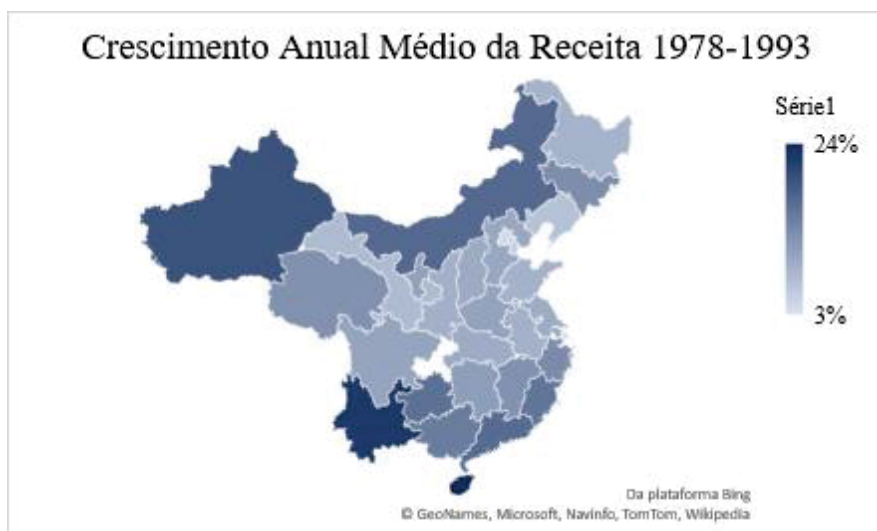 Crescimento Anual Médio da Receita 1978-1993
Série1
24%
3%
Da plataforma Bing
© GeoNames, Microsoft, Navinfo, TomTom, Wikipedia